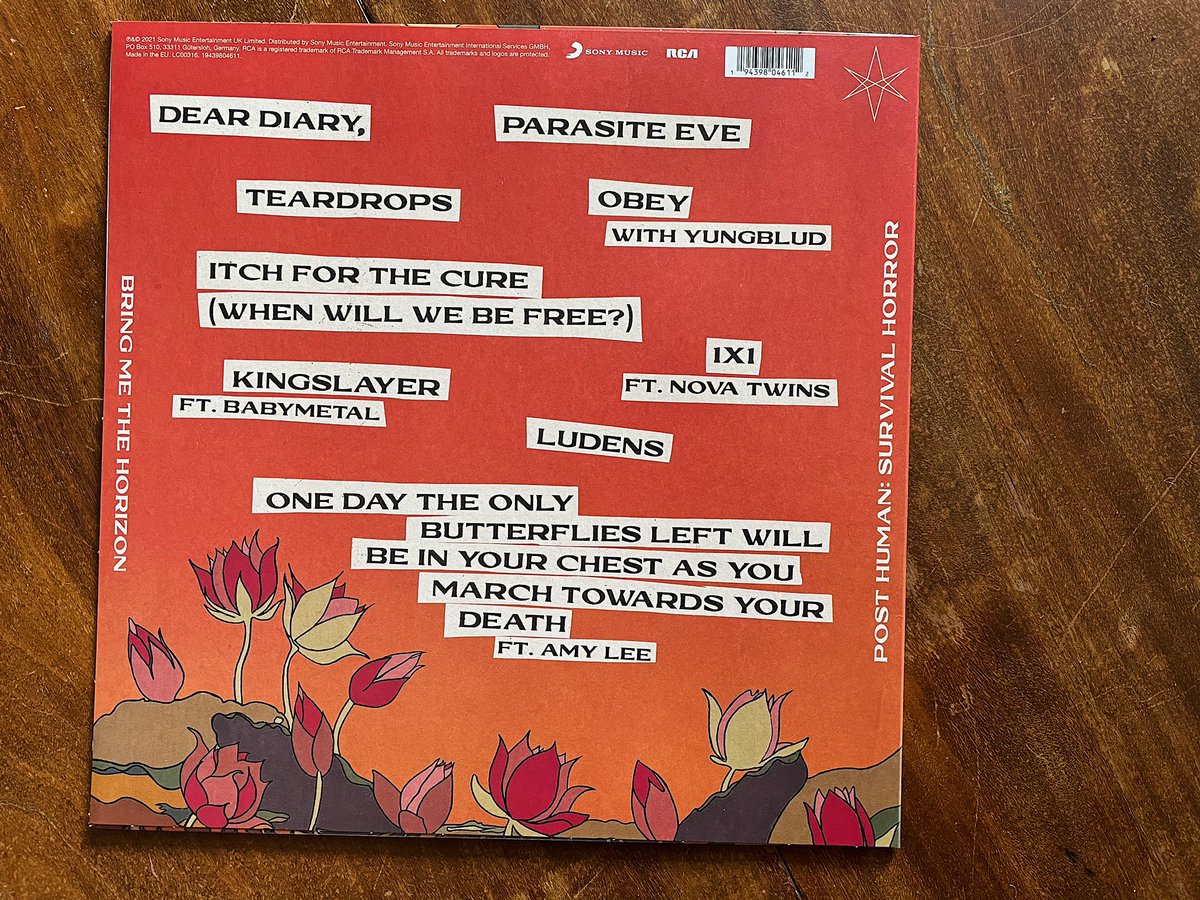 ℗&© 2021 Sony Music Entertainment UK Limited. Distributed by Sony Music Entertainment. Sony Music Entertainment International Services GMBH,
PO Box 510, 33311 Gütersloh, Germany. RCA is a registered trademark of RCA Trademark Management S.A. All trademarks and logos are protected.
Made in the EU. LC00316. 19439804611.
SONY MUSIC
RCA
1 94398 04611 2
DEAR DIARY,
PARASITE EVE
TEARDROPS
OBEY
WITH YUNGBLUD
ITCH FOR THE CURE
(WHEN WILL WE BE FREE?)
1X1
FT. NOVA TWINS
KINGSLAYER
FT. BABYMETAL
LUDENS
ONE DAY THE ONLY
BUTTERFLIES LEFT WILL
BE IN YOUR CHEST AS YOU
MARCH TOWARDS YOUR
DEATH
FT. AMY LEE
BRING ME THE HORIZON
POST HUMAN: SURVIVAL HORROR